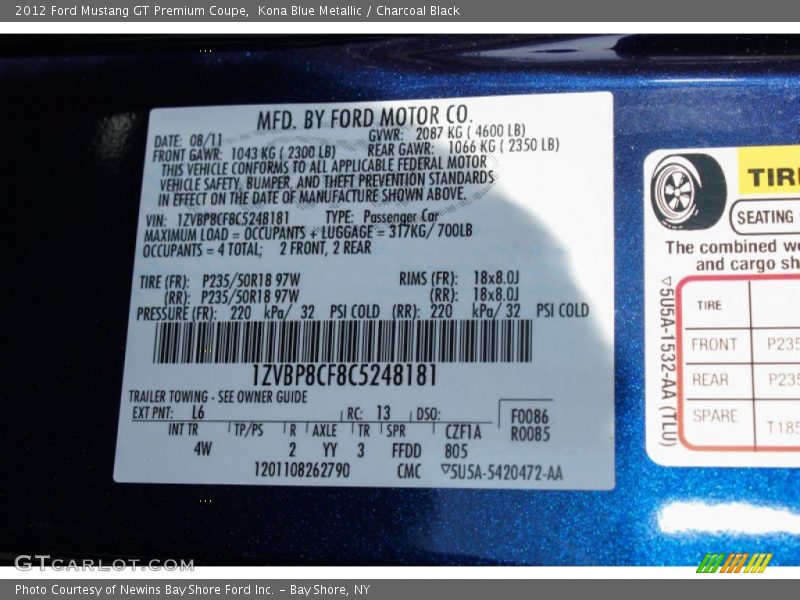 2012 Ford Mustang GT Premium Coupe,  Kona Blue Metallic / Charcoal Black
MFD. BY FORD MOTOR CO.
DATE: 08/11 GVWR: 2087 KG ( 4600 LB)
FRONT GAWR: 1043 KG ( 2300 LB) REAR GAWR: 1066 KG ( 2350 LB)
THIS VEHICLE CONFORMS TO ALL APPLICABLE FEDERAL MOTOR
VEHICLE SAFETY, BUMPER, AND THEFT PREVENTION STANDARDS
IN EFFECT ON THE DATE OF MANUFACTURE SHOWN ABOVE.
VIN: 1ZVBP8CF8C5248181 TYPE: Passenger Car
MAXIMUM LOAD = OCCUPANTS + LUGGAGE = 317KG/ 700LB
OCCUPANTS = 4 TOTAL; 2 FRONT, 2 REAR
TIRE (FR): P235/50R18 97W RIMS (FR): 18x8.0J
(RR): P235/50R18 97W (RR): 18x8.0J
PRESSURE (FR): 220 kPa/ 32 PSI COLD (RR): 220 kPa/ 32 PSI COLD
1ZVBP8CF8C5248181
TRAILER TOWING - SEE OWNER GUIDE
EXT PNT: L6 RC: 13 DSO: F0086
INT TR TP/PS R AXLE TR SPR CZF1A R0085
4W 2 YY 3 FFDD 805
1201108262790 CMC ▽5U5A-5420472-AA
TIRE
SEATING
The combined
and cargo
▽5U5A-1532-AA (TLU)
TIRE
FRONT P235
REAR P235
SPARE T185
GTCARLOT.COM
Photo Courtesy of Newins Bay Shore Ford Inc. - Bay Shore, NY